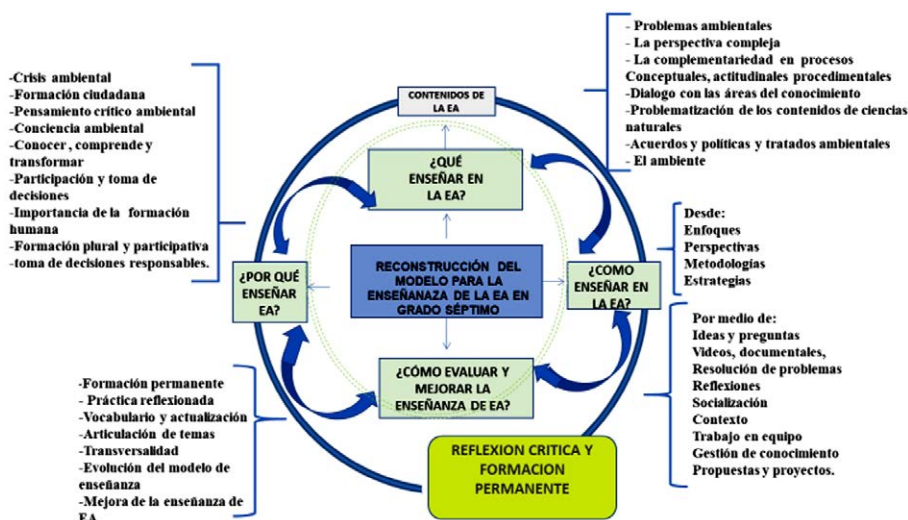 - Problemas ambientales
- La perspectiva compleja
- La complementariedad en procesos
Conceptuales, actitudinales procedimentales
-Dialogo con las áreas del conocimiento
-Problematización de los contenidos de ciencias
naturales
-Acuerdos y políticas y tratados ambientales
- El ambiente
-Crisis ambiental
-Formación ciudadana
-Pensamiento crítico ambiental
-Conciencia ambiental
-Conocer , comprende y
transformar
-Participación y toma de
decisiones
-Importancia de la formación
humana
-Formación plural y participativa
-toma de decisiones responsables.
CONTENIDOS DE
LA EA
¿QUÉ
ENSEÑAR EN
LA EA?
¿POR QUÉ
ENSEÑAR
EA?
RECONSTRUCCIÓN DEL
MODELO PARA LA
ENSEÑANAZA DE LA EA EN
GRADO SÉPTIMO
¿COMO
ENSEÑAR EN
LA EA?
Desde:
Enfoques
Perspectivas
Metodologías
Estrategias
¿CÓMO EVALUAR Y
MEJORAR LA
ENSEÑANZA DE EA?
Por medio de:
Ideas y preguntas
Videos, documentales,
Resolución de problemas
Reflexiones
Socialización
Contexto
Trabajo en equipo
Gestión de conocimiento
Propuestas y proyectos.
-Formación permanente
- Práctica reflexionada
-Vocabulario y actualización
-Articulación de temas
-Transversalidad
-Evolución del modelo de
enseñanza
-Mejora de la enseñanza de
EA
REFLEXION CRITICA Y
FORMACION
PERMANENTE